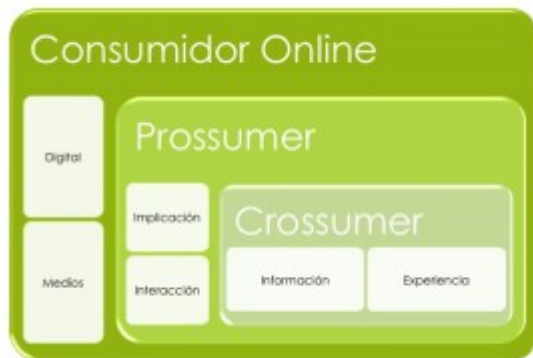 Consumidor Online
Digital
Medios
Prossumer
Implicación
Interacción
Crossumer
Información
Experiencia